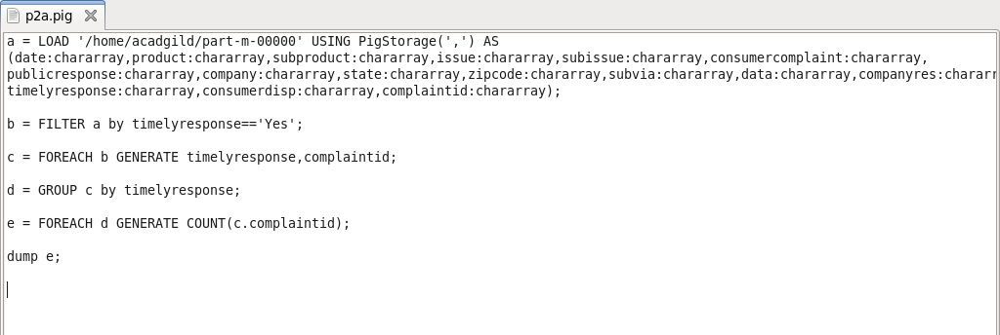 p2a.pig
a = LOAD '/home/acadgild/part-m-00000' USING PigStorage(',') AS
(date:chararray,product:chararray,subproduct:chararray,issue:chararray,subissue:chararray,consumercomplaint:chararray,
publicresponse:chararray,company:chararray,state:chararray,zipcode:chararray,subvia:chararray,data:chararray,companyres:chararr
timelyresponse:chararray,consumerdisp:chararray,complaintid:chararray);
b = FILTER a by timelyresponse=='Yes';
c = FOREACH b GENERATE timelyresponse,complaintid;
d = GROUP c by timelyresponse;
e = FOREACH d GENERATE COUNT(c.complaintid);
dump e;